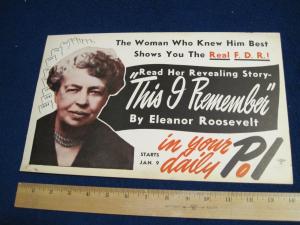 The Woman Who Knew Him Best
Shows You The Real F. D. R.!
Read Her Revealing Story-
"This I Remember"
By Eleanor Roosevelt
STARTS
JAN. 9
in your
daily P.I